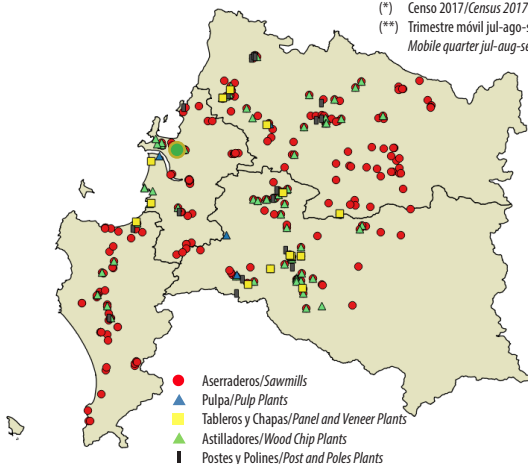 (*) Censo 2017/Census 2017
(**) Trimestre móvil jul-ago-s
Mobile quarter jul-aug-se
Aserraderos/Sawmills
Pulpa/Pulp Plants
Tableros y Chapas/Panel and Veneer Plants
Astilladores/Wood Chip Plants
Postes y Polines/Post and Poles Plants